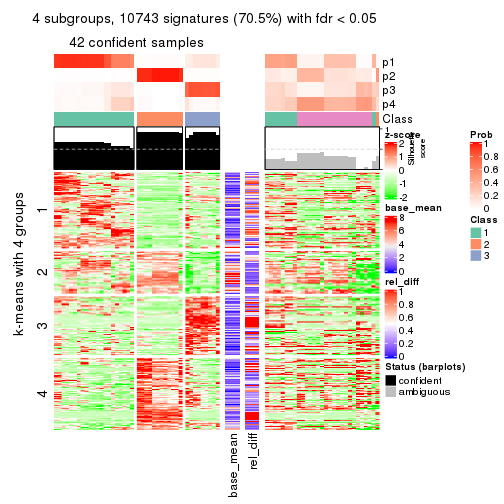 4 subgroups, 10743 signatures (70.5%) with fdr < 0.05
42 confident samples
p1
p2
p3
p4
Class
z-score
2
1
0
-1
-2
Silhouette
score
1
0
base_mean
8
6
4
2
0
rel_diff
1
0.8
0.6
0.4
0.2
0
Status (barplots)
confident
ambiguous
Prob
1
0.8
0.6
0.4
0.2
0
Class
1
2
3
k-means with 4 groups
1
2
3
4
base_mean
rel_diff